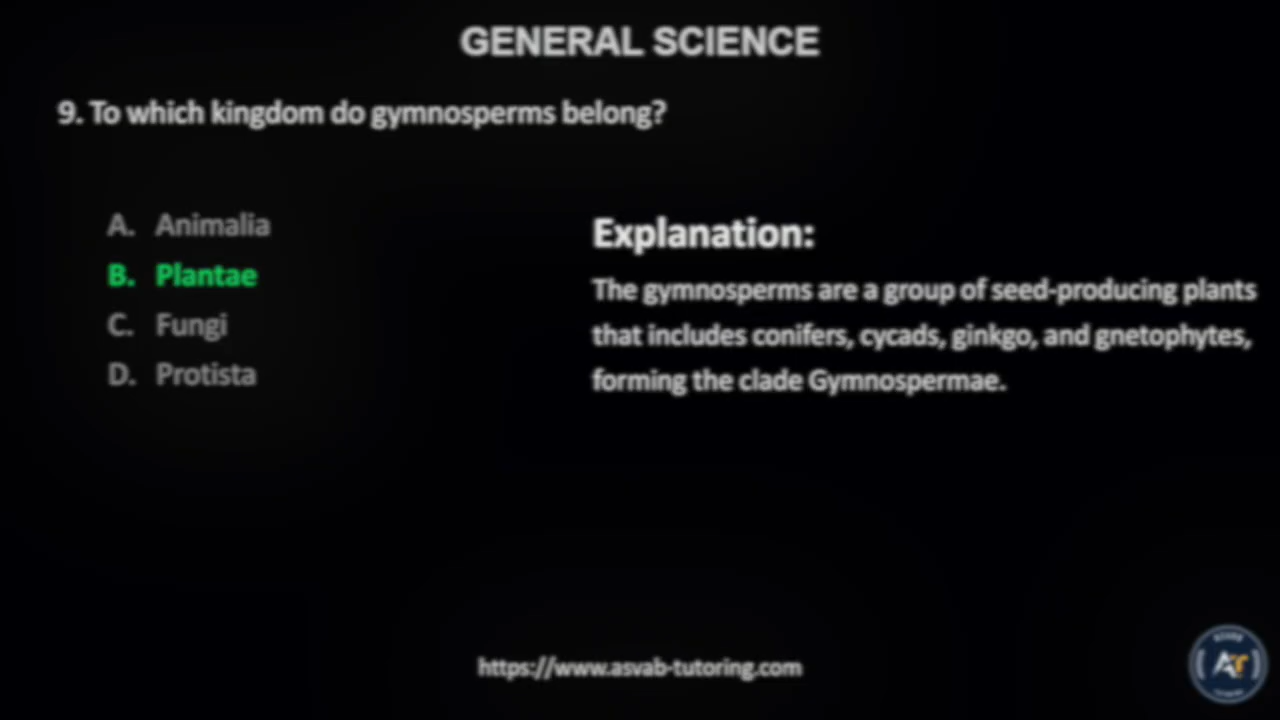 GENERAL SCIENCE
9. To which kingdom do gymnosperms belong?
A. Animalia
B. Plantae
C. Fungi
D. Protista
Explanation:
The gymnosperms are a group of seed-producing plants
that includes conifers, cycads, ginkgo, and gnetophytes,
forming the clade Gymnospermae.
https://www.asvab-tutoring.com